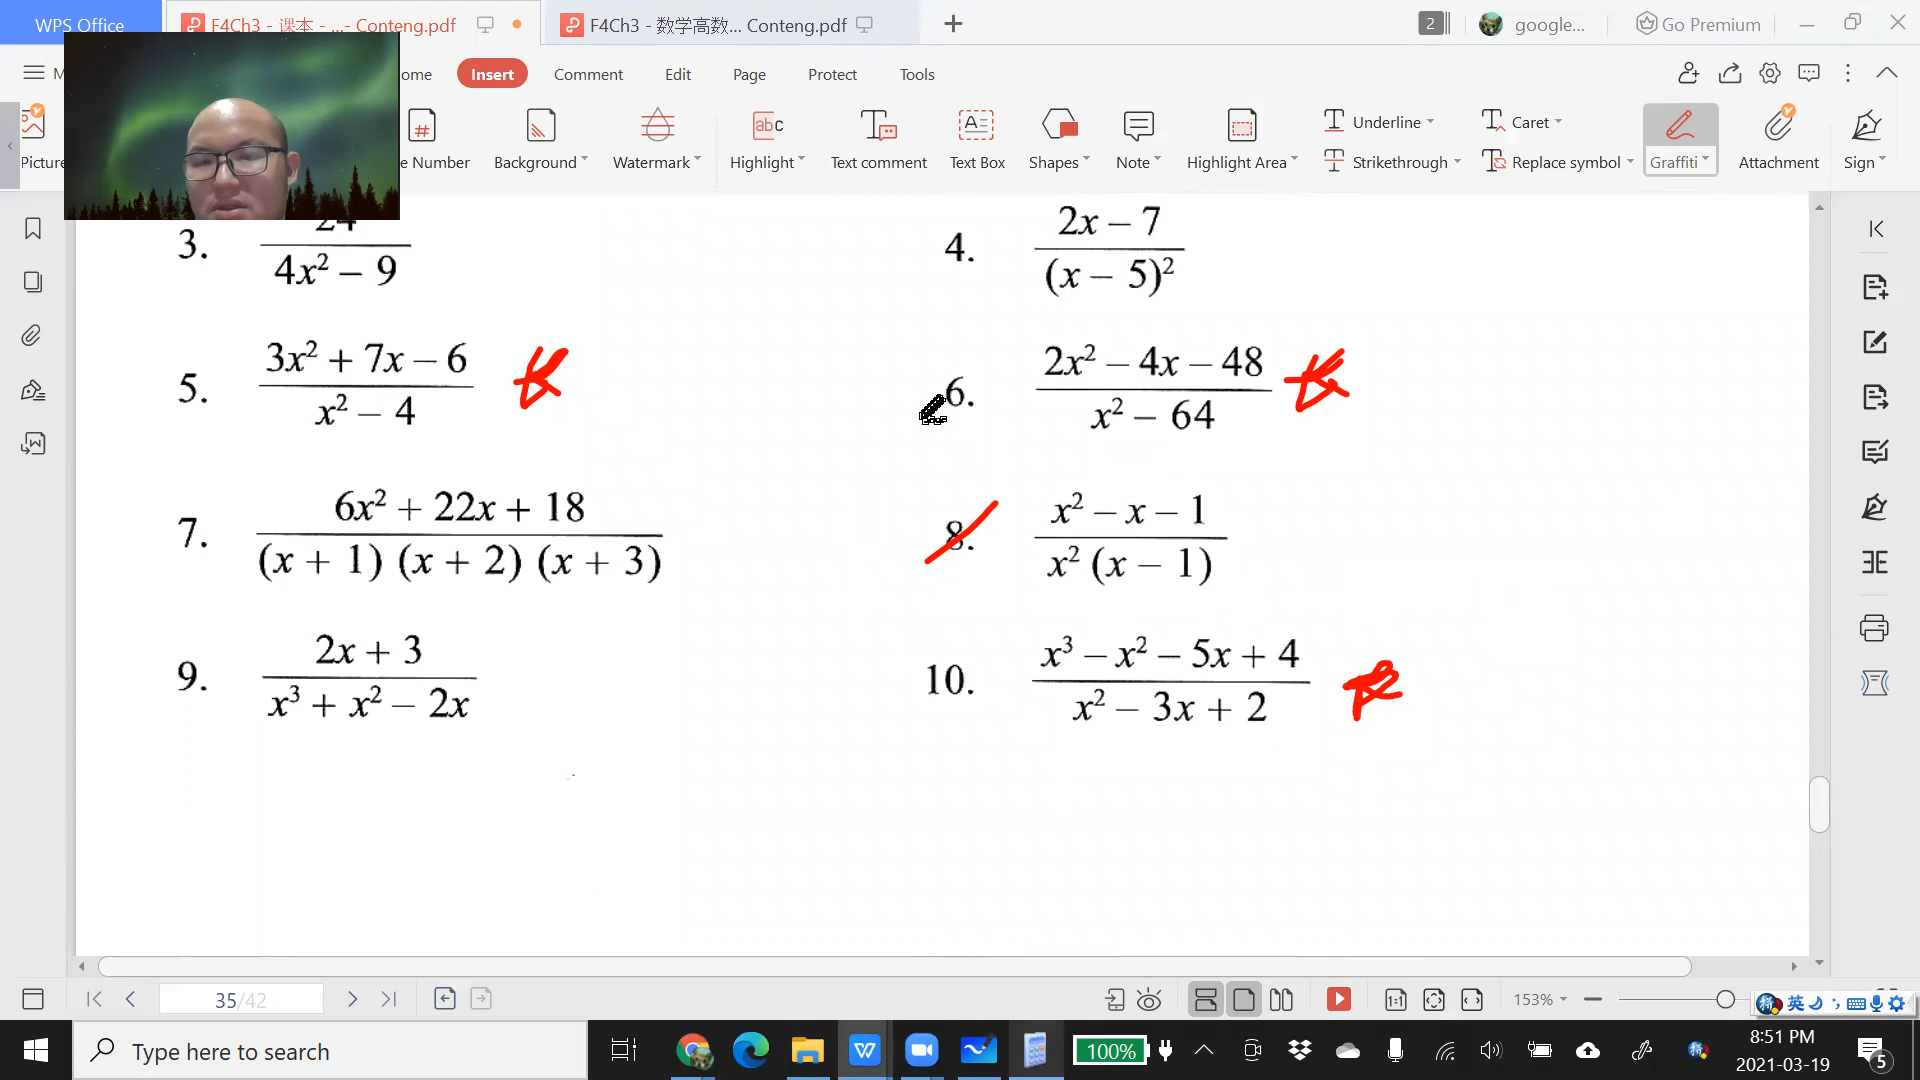 WPS Office
F4Ch3 - 课本 - ...- Conteng.pdf
F4Ch3 - 数学高数... Conteng.pdf
2
google...
Go Premium
Insert
Comment
Edit
Page
Protect
Tools
Picture
Background
Watermark
Highlight
Text comment
Text Box
Shapes
Note
Highlight Area
Underline
Strikethrough
Caret
Replace symbol
Graffiti
Attachment
Sign
3. 24 / (4x² − 9)
4. (2x − 7) / (x − 5)²
5. (3x² + 7x − 6) / (x² − 4)
6. (2x² − 4x − 48) / (x² − 64)
7. (6x² + 22x + 18) / ((x + 1) (x + 2) (x + 3))
8. (x² − x − 1) / (x² (x − 1))
9. (2x + 3) / (x³ + x² − 2x)
10. (x³ − x² − 5x + 4) / (x² − 3x + 2)
35/42
153%
英
Type here to search
100%
8:51 PM
2021-03-19
5